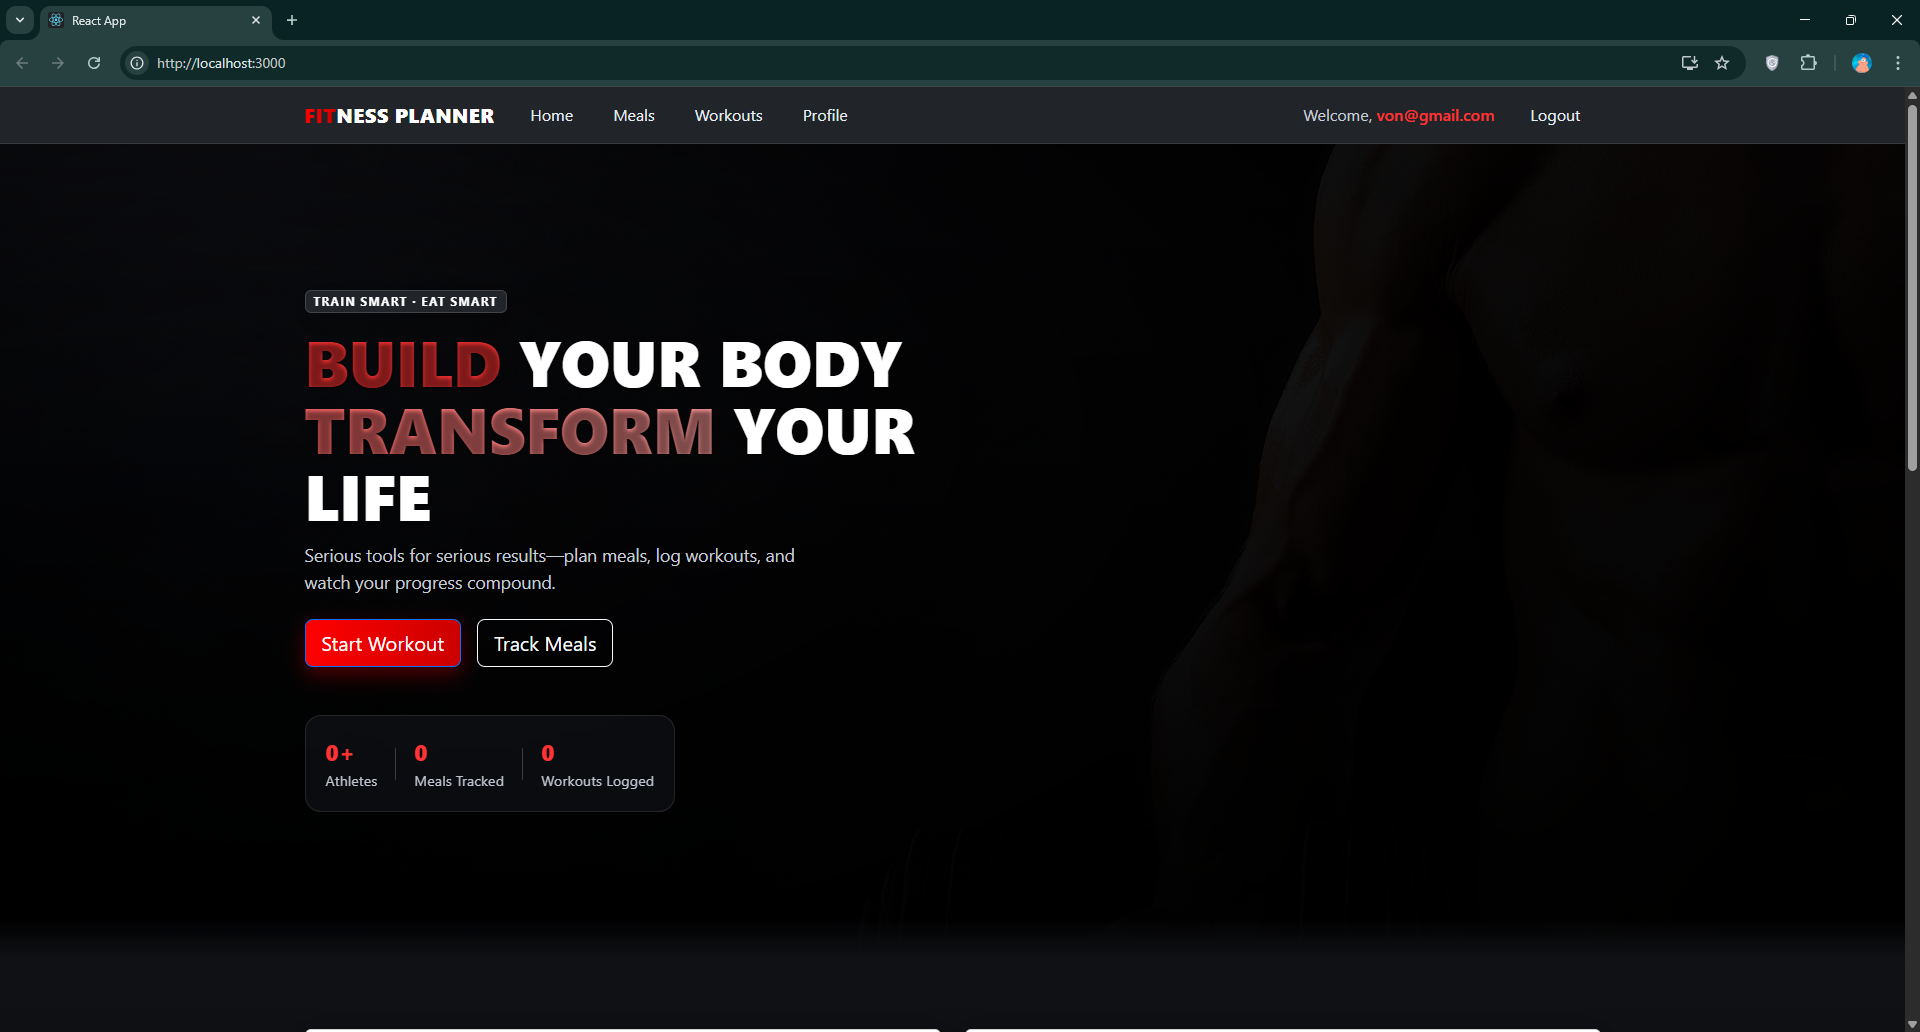 React App
http://localhost:3000
FITNESS PLANNER Home Meals Workouts Profile Welcome, von@gmail.com Logout
TRAIN SMART · EAT SMART
BUILD YOUR BODY
TRANSFORM YOUR
LIFE
Serious tools for serious results—plan meals, log workouts, and
watch your progress compound.
Start Workout Track Meals
0+ 0 0
Athletes Meals Tracked Workouts Logged